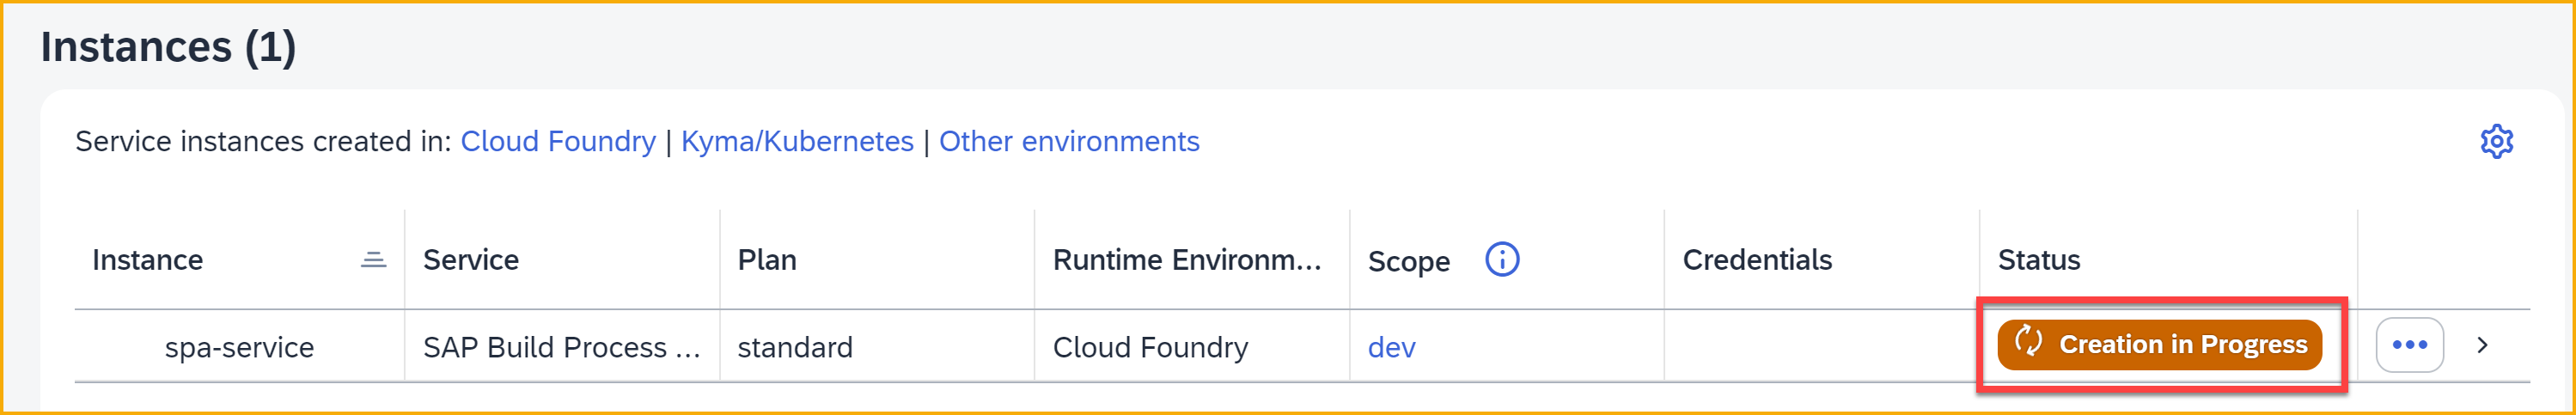 Instances (1)
Service instances created in: Cloud Foundry | Kyma/Kubernetes | Other environments
Instance Service Plan Runtime Environm... Scope Credentials Status
spa-service SAP Build Process ... standard Cloud Foundry dev Creation in Progress